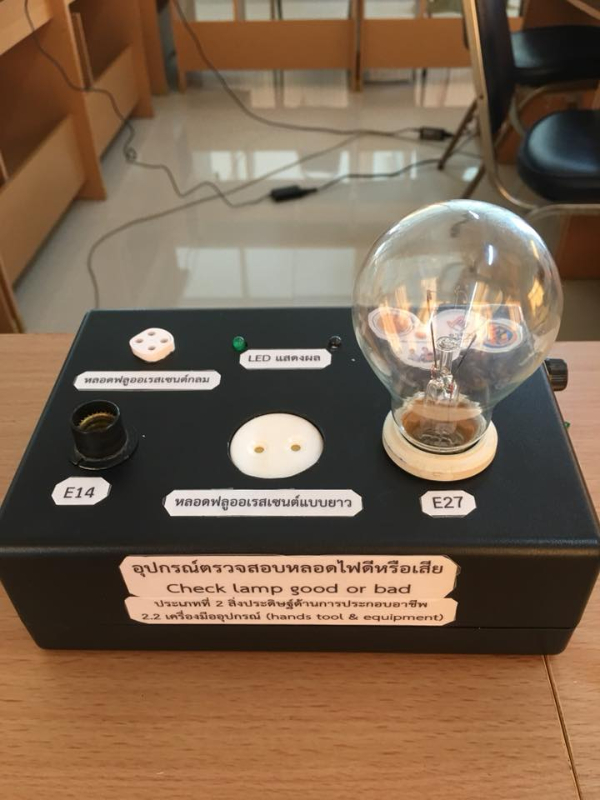 LED แสดงผล
หลอดฟลูออเรสเซนต์กลม
E14
หลอดฟลูออเรสเซนต์แบบยาว
E27
อุปกรณ์ตรวจสอบหลอดไฟดีหรือเสีย
Check lamp good or bad
ประเภทที่ 2 สิ่งประดิษฐ์ด้านการประกอบอาชีพ
2.2 เครื่องมืออุปกรณ์ (hands tool & equipment)